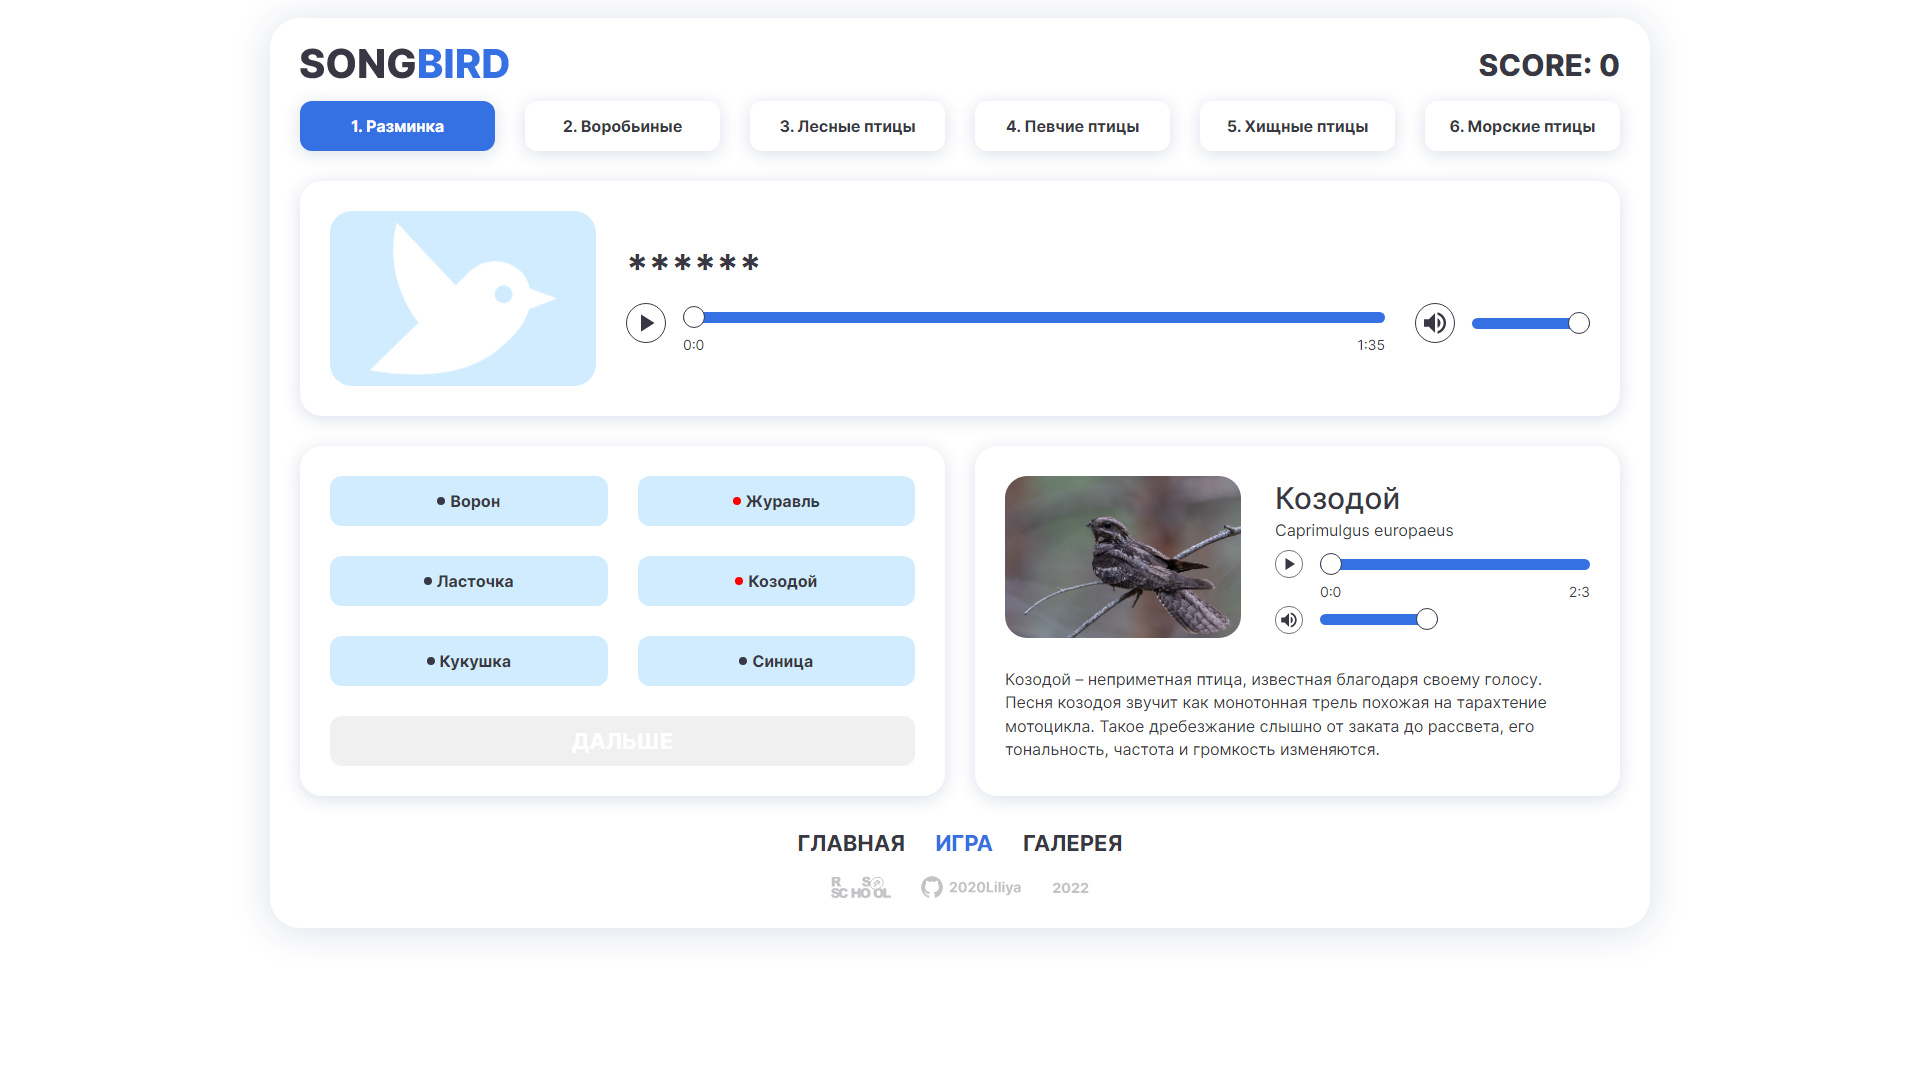 SONGBIRD
SCORE: 0
1. Разминка
2. Воробьиные
3. Лесные птицы
4. Певчие птицы
5. Хищные птицы
6. Морские птицы
******
0:0
1:35
Ворон
Журавль
Ласточка
Козодой
Кукушка
Синица
ДАЛЬШЕ
Козодой
Caprimulgus europaeus
0:0
2:3
Козодой – неприметная птица, известная благодаря своему голосу.
Песня козодоя звучит как монотонная трель похожая на тарахтение
мотоцикла. Такое дребезжание слышно от заката до рассвета, его
тональность, частота и громкость изменяются.
ГЛАВНАЯ
ИГРА
ГАЛЕРЕЯ
RS
SCHOOL
2020Liliya
2022